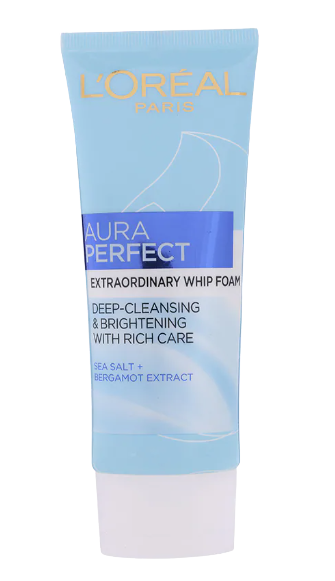 L'ORÉAL
PARIS
AURA
PERFECT
EXTRAORDINARY WHIP FOAM
DEEP-CLEANSING
& BRIGHTENING
WITH RICH CARE
SEA SALT +
BERGAMOT EXTRACT